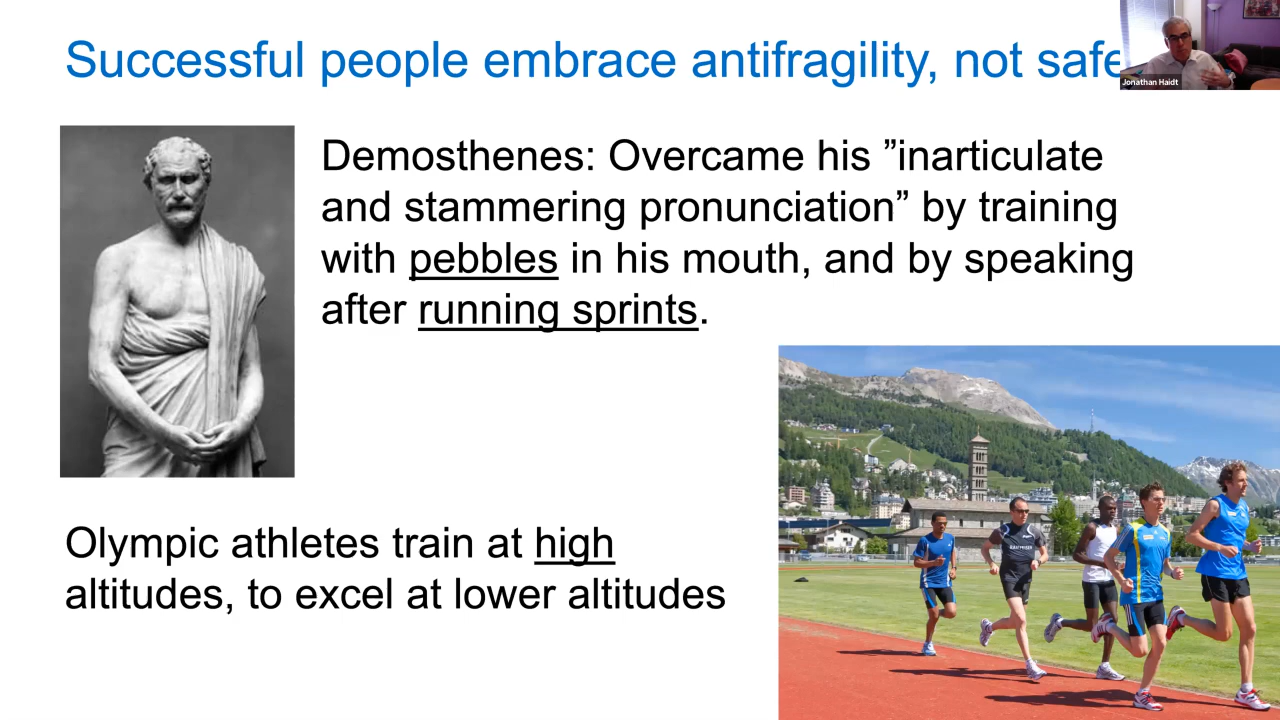 Successful people embrace antifragility, not safe
Jonathan Haidt
Demosthenes: Overcame his ”inarticulate
and stammering pronunciation” by training
with pebbles in his mouth, and by speaking
after running sprints.
Olympic athletes train at high
altitudes, to excel at lower altitudes